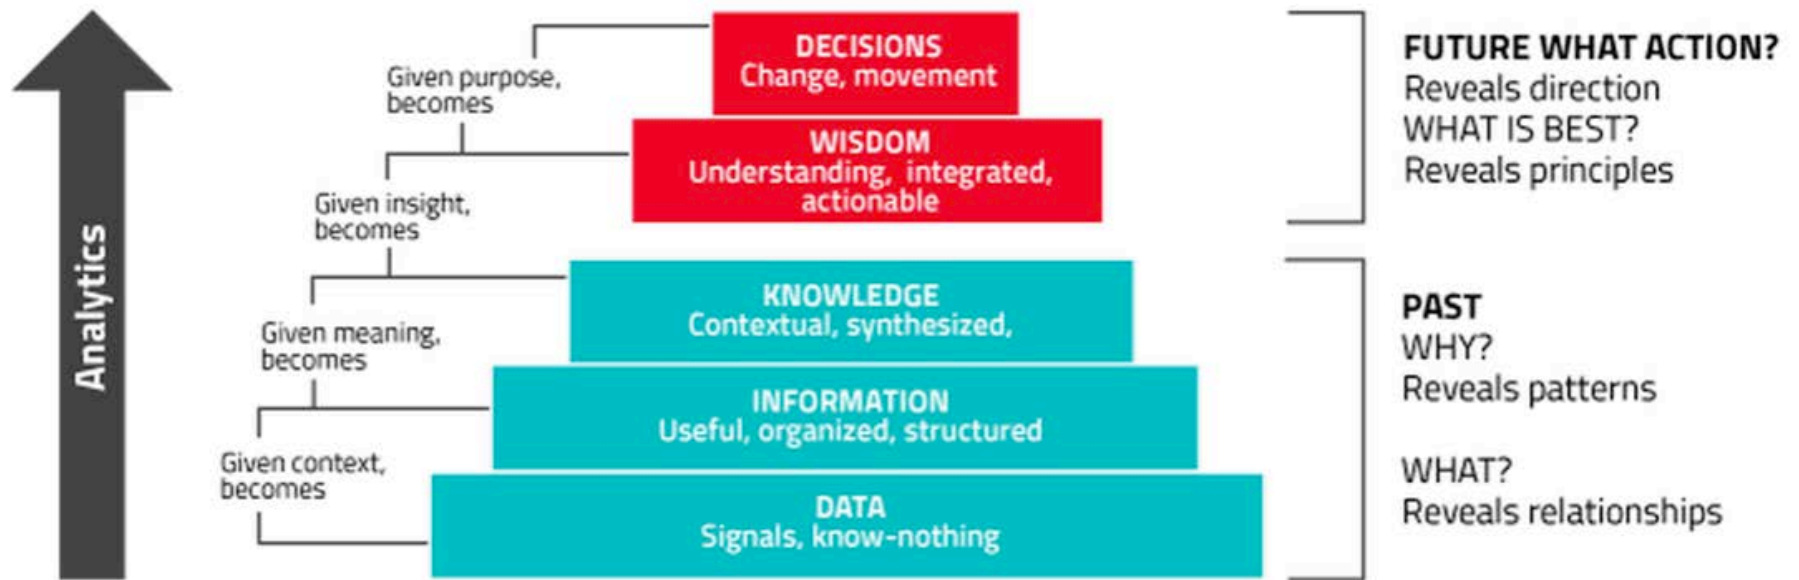 Analytics
Given purpose,
becomes
Given insight,
becomes
Given meaning,
becomes
Given context,
becomes
DECISIONS
Change, movement
WISDOM
Understanding, integrated,
actionable
KNOWLEDGE
Contextual, synthesized,
INFORMATION
Useful, organized, structured
DATA
Signals, know-nothing
FUTURE WHAT ACTION?
Reveals direction
WHAT IS BEST?
Reveals principles
PAST
WHY?
Reveals patterns
WHAT?
Reveals relationships